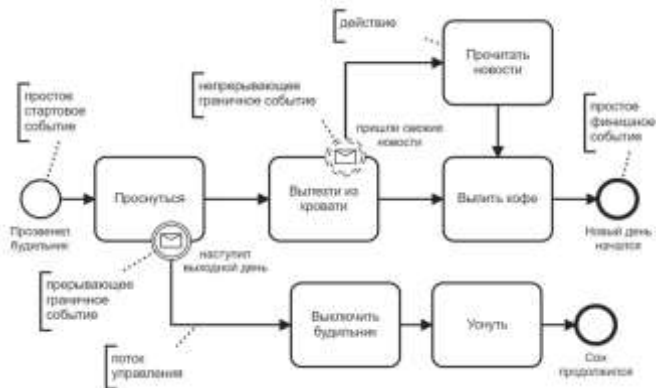 действие
Прочитать
новости
непрерывающее
граничное событие
простое
стартовое
событие
простое
финишное
событие
пришли свежие
новости
Проснуться
Вылезти из
кровати
Выпить кофе
Прозвенел
будильник
Новый день
начался
наступил
выходной день
прерывающее
граничное
событие
Выключить
будильник
Уснуть
поток
управления
Сон
продолжился